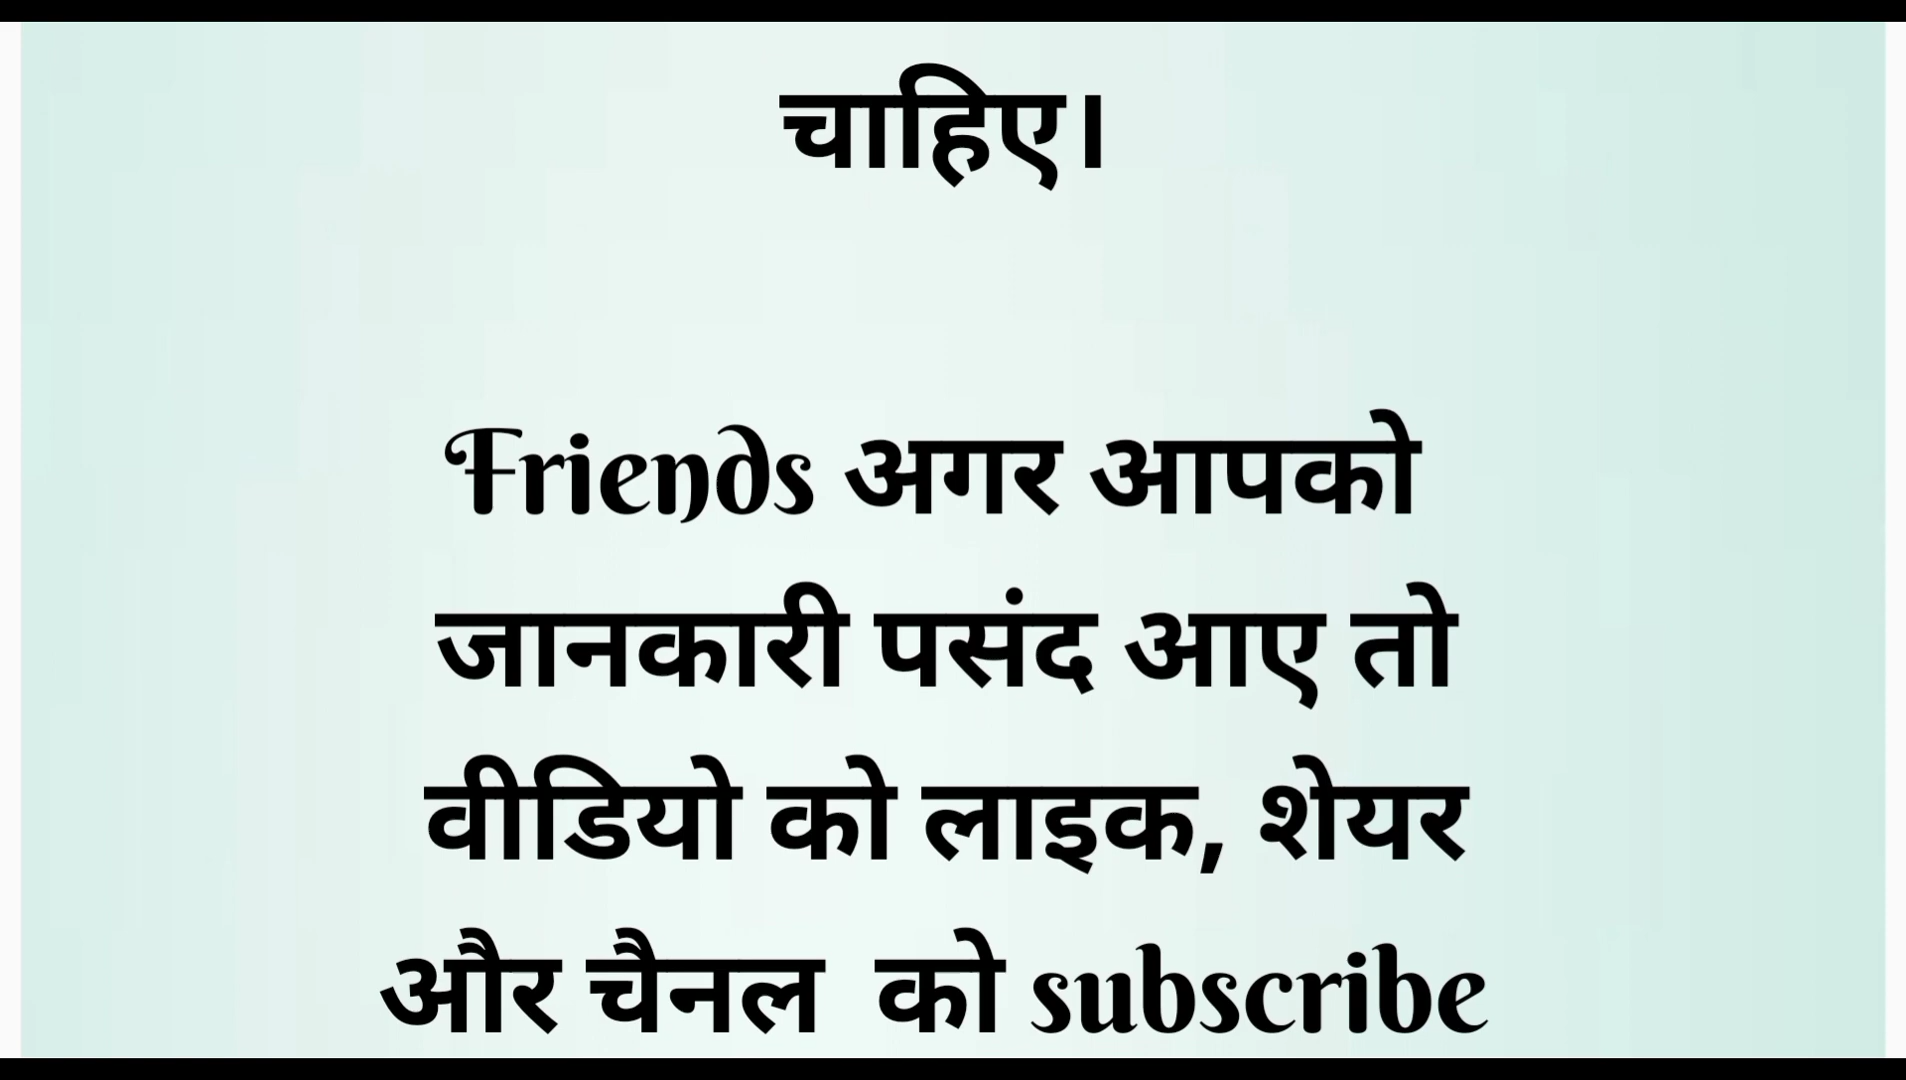 चाहिए।
Friends अगर आपको
जानकारी पसंद आए तो
वीडियो को लाइक, शेयर
और चैनल को subscribe